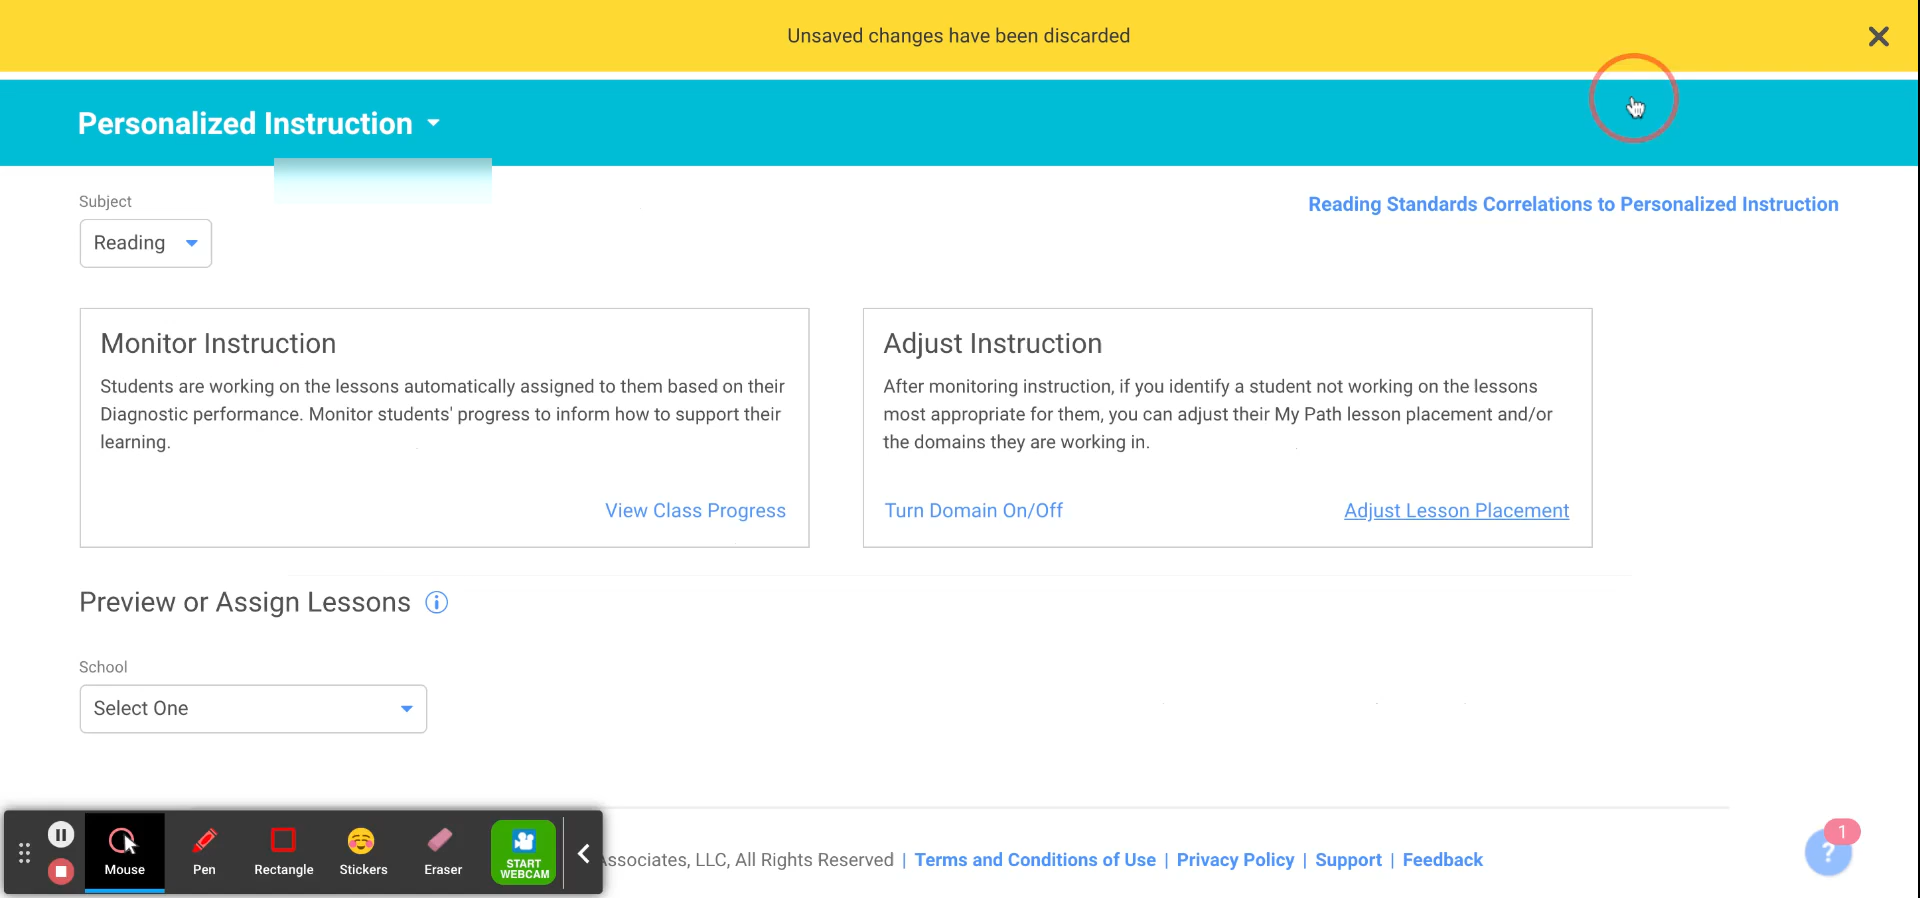 Unsaved changes have been discarded
Personalized Instruction
Subject
Reading Standards Correlations to Personalized Instruction
Reading
Monitor Instruction
Students are working on the lessons automatically assigned to them based on their
Diagnostic performance. Monitor students' progress to inform how to support their
learning.
View Class Progress
Adjust Instruction
After monitoring instruction, if you identify a student not working on the lessons
most appropriate for them, you can adjust their My Path lesson placement and/or
the domains they are working in.
Turn Domain On/Off
Adjust Lesson Placement
Preview or Assign Lessons
School
Select One
Mouse
Pen
Rectangle
Stickers
Eraser
START
WEBCAM
Associates, LLC, All Rights Reserved | Terms and Conditions of Use | Privacy Policy | Support | Feedback
1
?